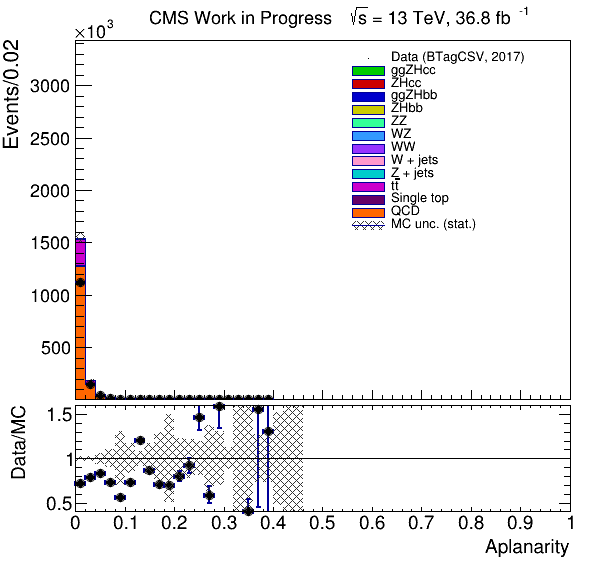 CMS Work in Progress √s = 13 TeV, 36.8 fb⁻¹
×10³
Events/0.02
3000
2500
2000
1500
1000
500
Data (BTagCSV, 2017)
ggZHcc
ZHcc
ggZHbb
ZHbb
ZZ
WZ
WW
W + jets
Z + jets
tt̅
Single top
QCD
MC unc. (stat.)
Data/MC
1.5
1
0.5
0 0.1 0.2 0.3 0.4 0.5 0.6 0.7 0.8 0.9 1
Aplanarity